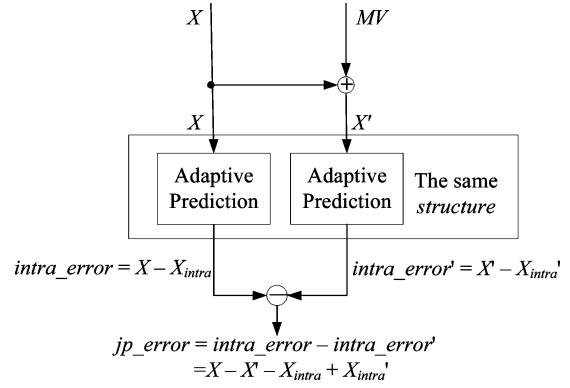 X MV
+
X X'
Adaptive Prediction Adaptive Prediction The same structure
intra_error = X – X_intra intra_error' = X' – X_intra'
−
jp_error = intra_error – intra_error'
=X – X' – X_intra + X_intra'